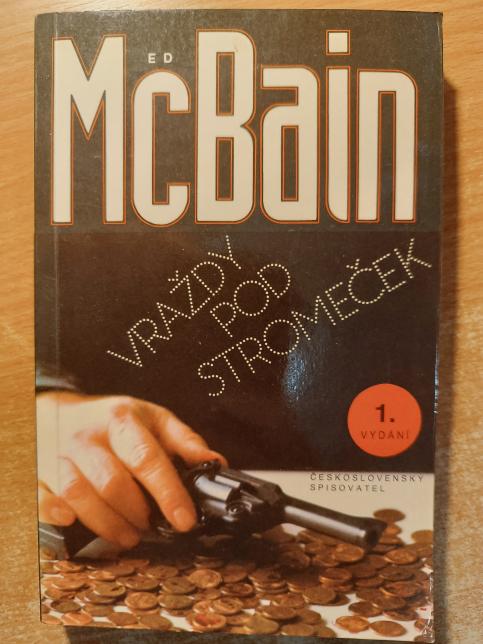 ED
McBain
VRAŽDY
POD
STROMEČEK
1.
VYDÁNÍ
ČESKOSLOVENSKÝ
SPISOVATEL